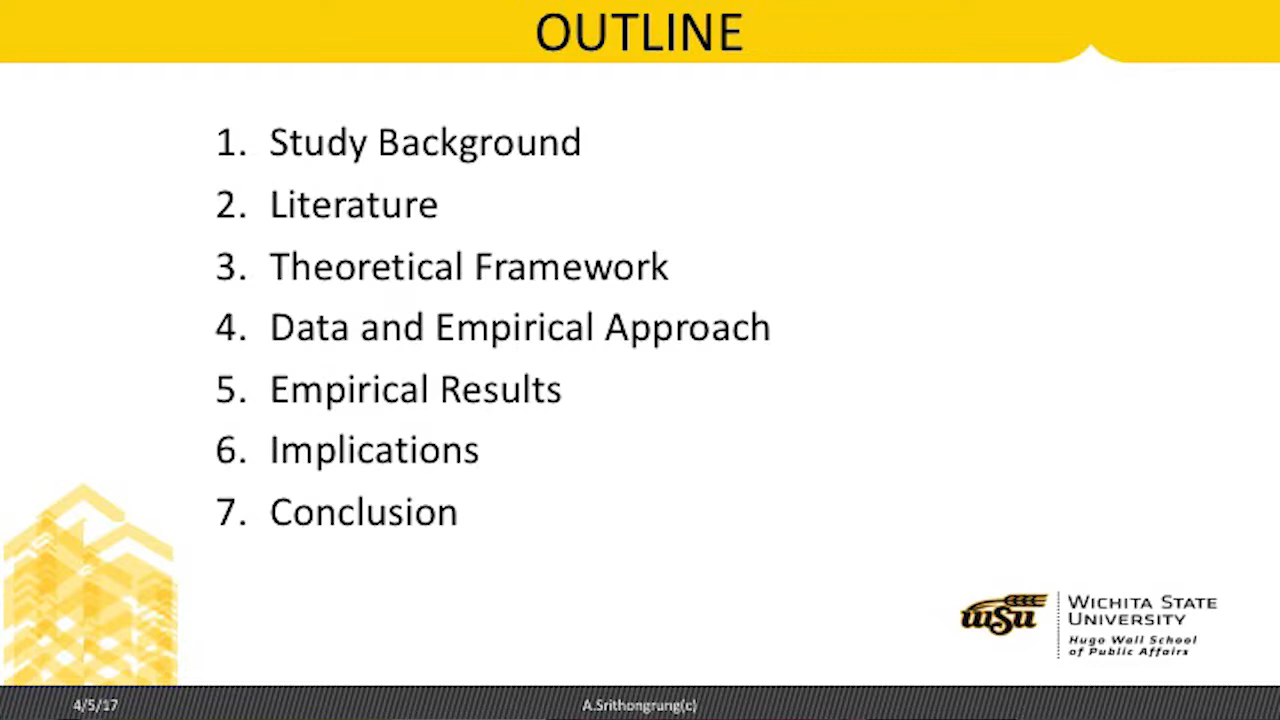 OUTLINE
1. Study Background
2. Literature
3. Theoretical Framework
4. Data and Empirical Approach
5. Empirical Results
6. Implications
7. Conclusion
wsu
WICHITA STATE
UNIVERSITY
Hugo Wall School
of Public Affairs
4/5/17
A.Srithongrung(c)